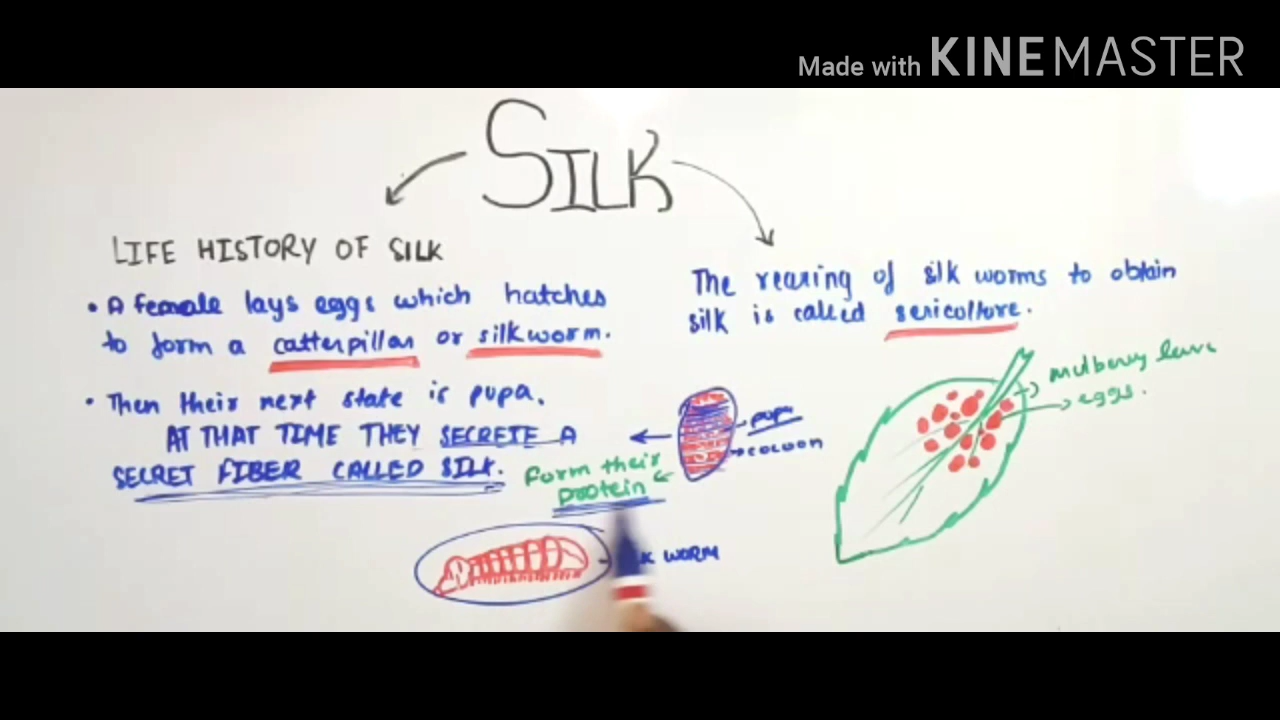 Made with KINEMASTER
SILK
LIFE HISTORY OF SILK
• A female lays eggs which hatches
to form a catterpillar or silkworm.
• Then their next state is pupa.
AT THAT TIME THEY SECRETE A
SECRET FIBER CALLED SILK.
The rearing of silk worms to obtain
silk is called sericulture.
mulberry leave
eggs.
pupa
cocoon
form their
protein
WORM